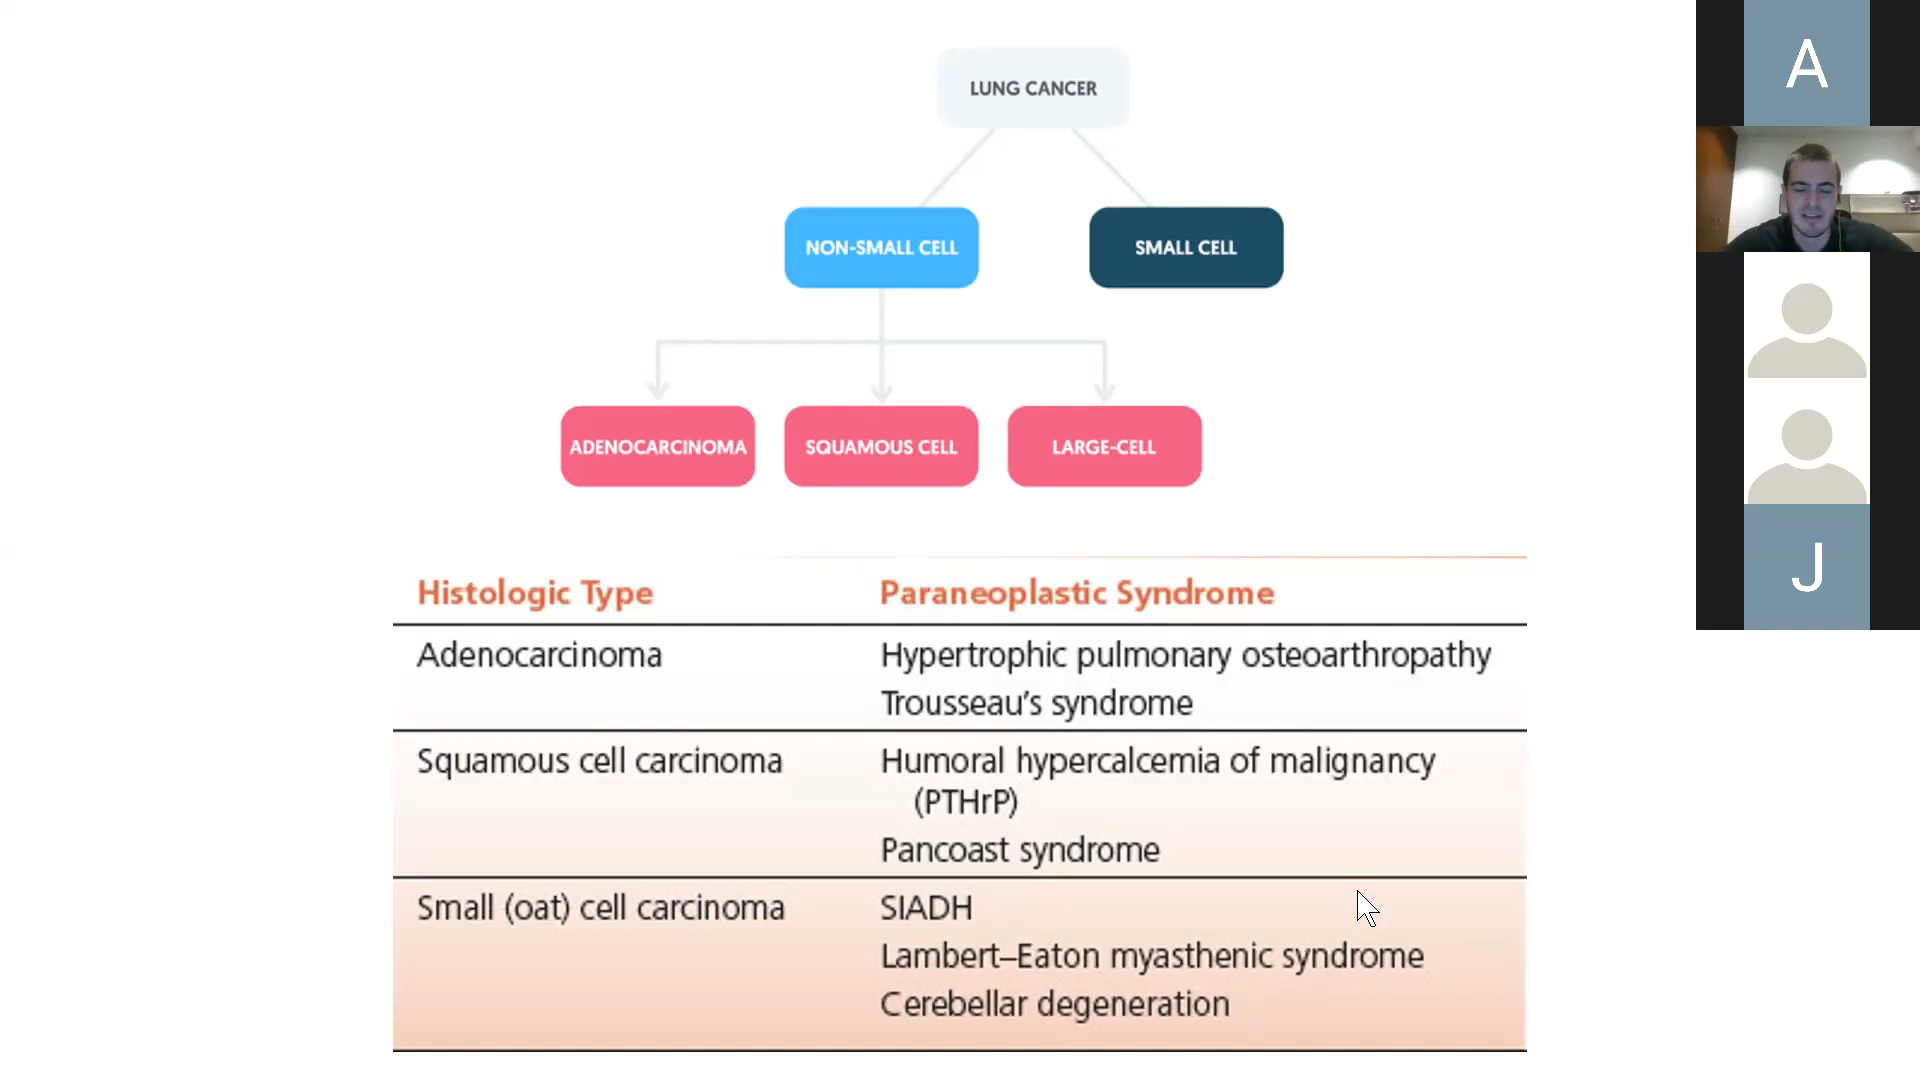 LUNG CANCER
NON-SMALL CELL
SMALL CELL
ADENOCARCINOMA
SQUAMOUS CELL
LARGE-CELL
Histologic Type
Paraneoplastic Syndrome
Adenocarcinoma
Hypertrophic pulmonary osteoarthropathy
Trousseau's syndrome
Squamous cell carcinoma
Humoral hypercalcemia of malignancy
(PTHrP)
Pancoast syndrome
Small (oat) cell carcinoma
SIADH
Lambert–Eaton myasthenic syndrome
Cerebellar degeneration
A
J